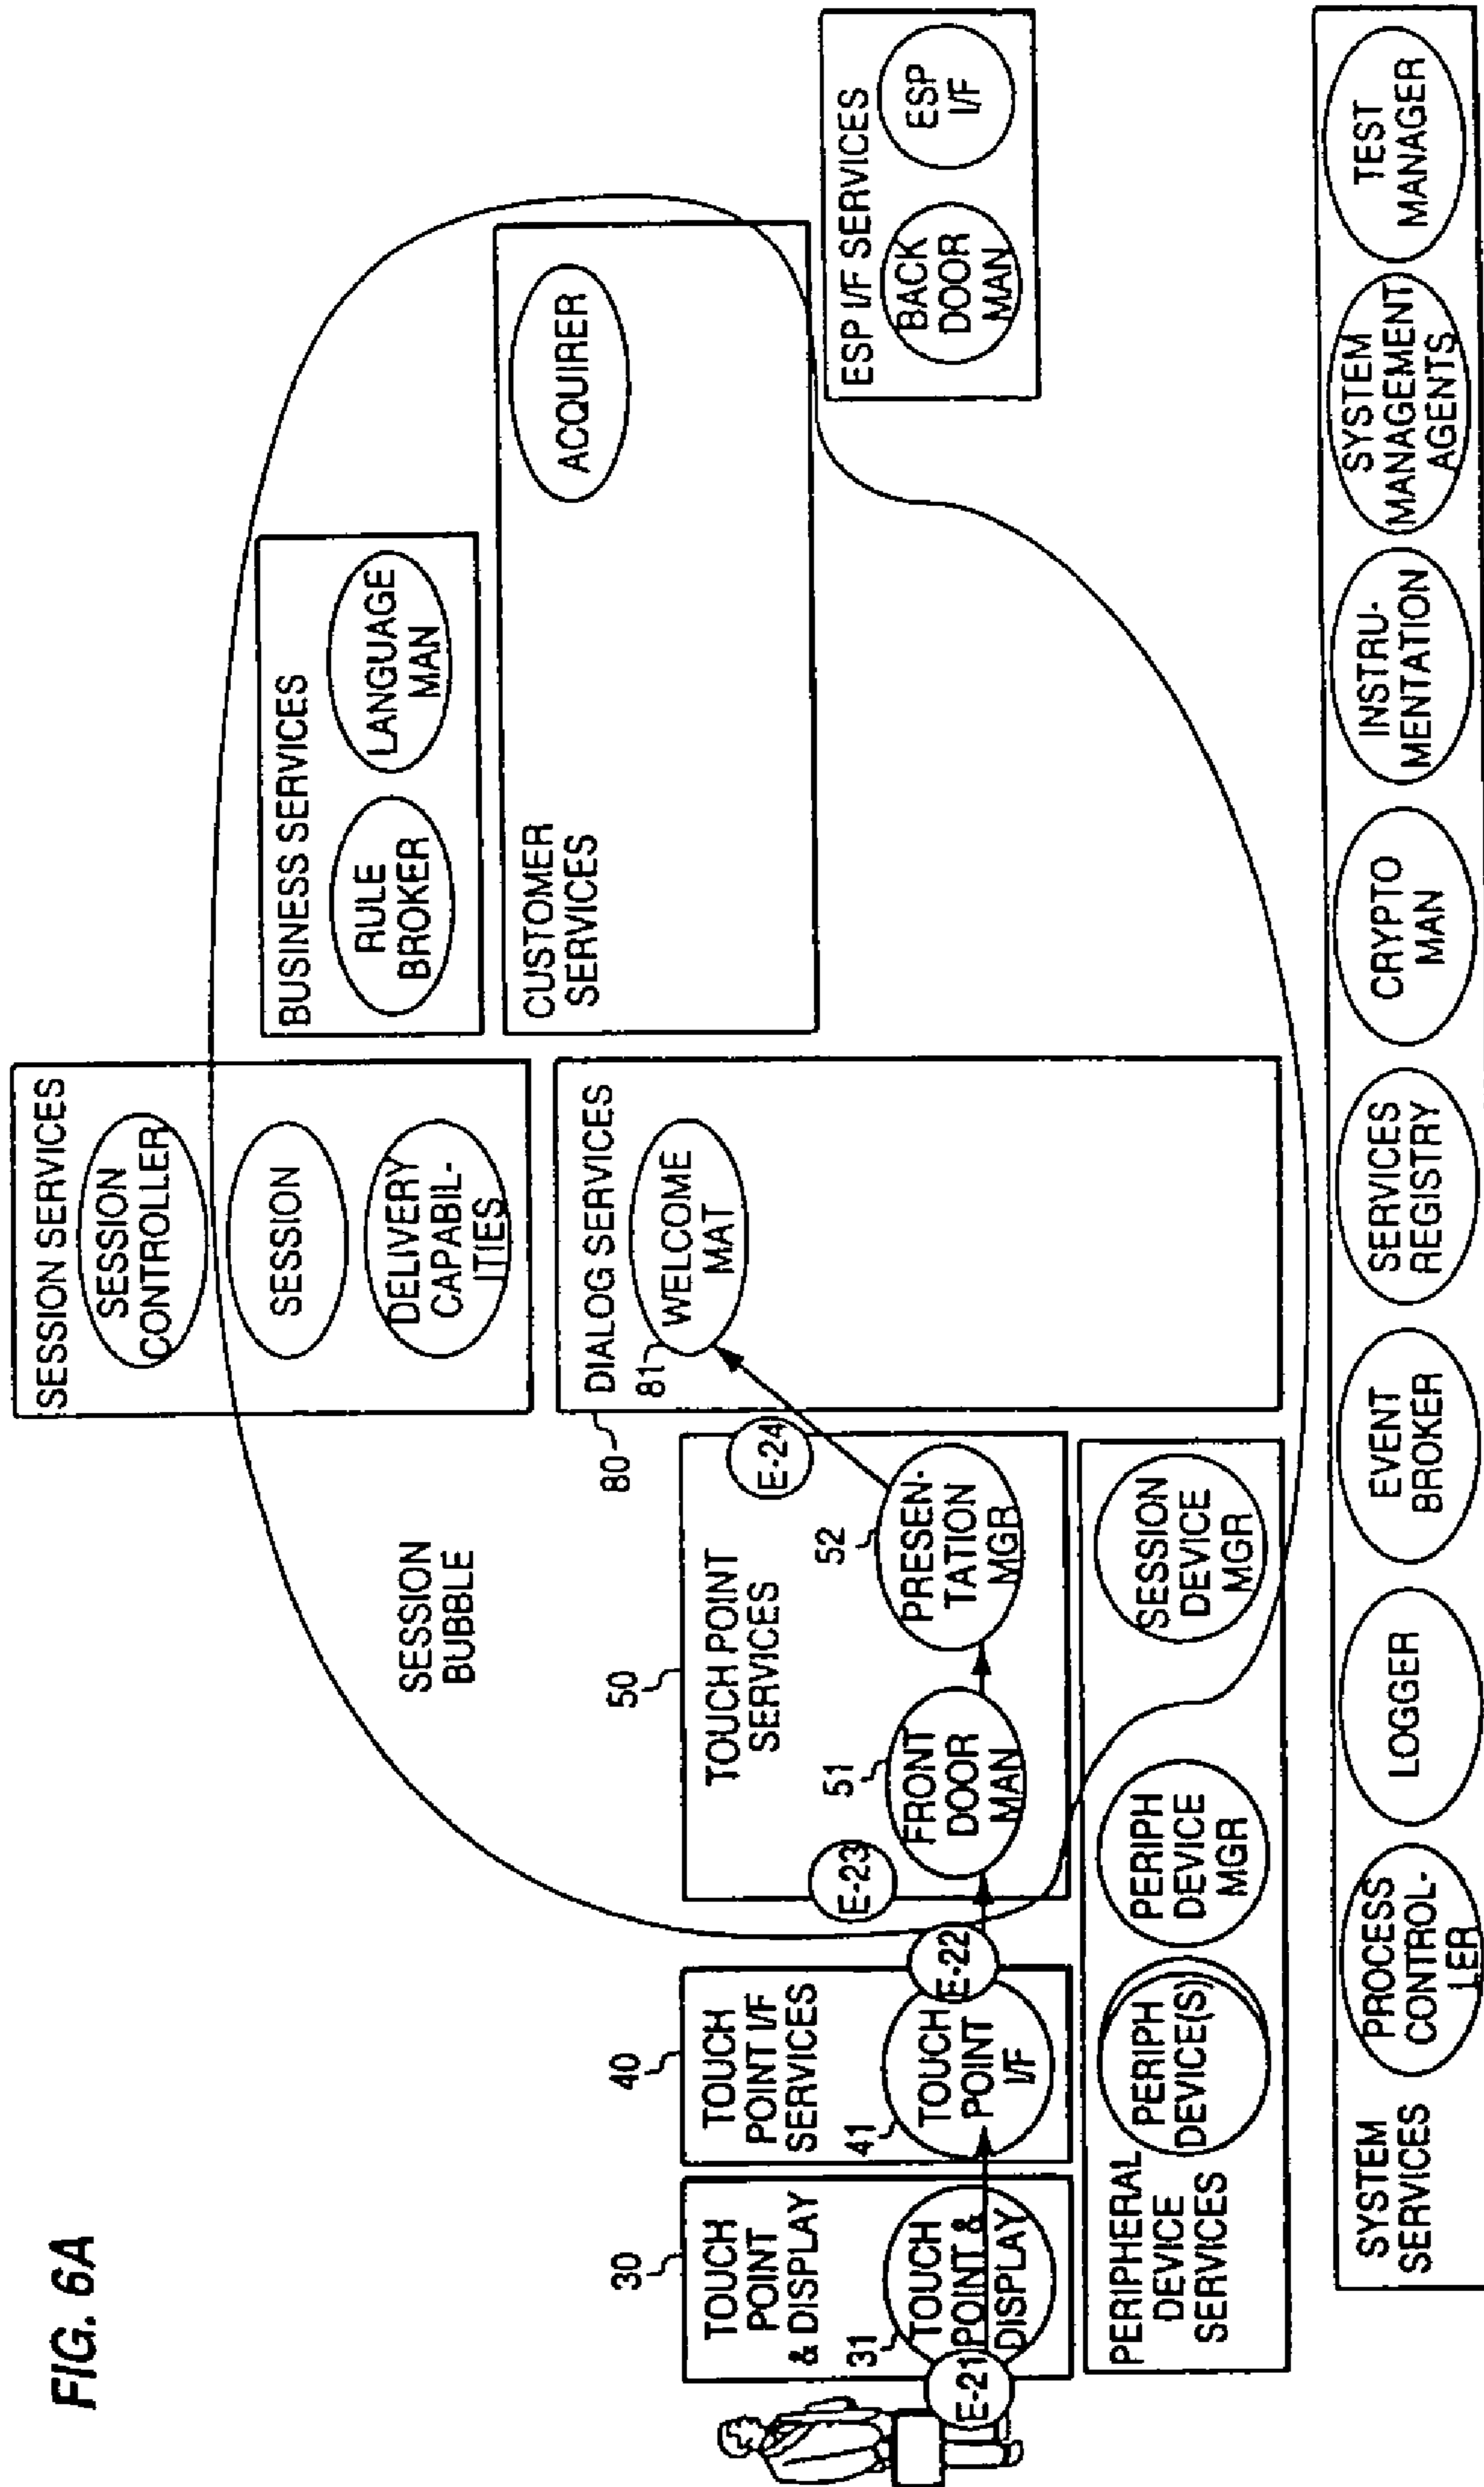 FIG. 6A
SESSION SERVICES
SESSION
CONTROLLER
SESSION
DELIVERY
CAPABIL-
ITIES
BUSINESS SERVICES
RULE
BROKER
LANGUAGE
MAN
SESSION
BUBBLE
CUSTOMER
SERVICES
ACQUIRER
30
TOUCH
POINT
& DISPLAY
31
TOUCH
POINT &
DISPLAY
E-21
40
TOUCH
POINT I/F
SERVICES
41
TOUCH
POINT
I/F
E-22
50
TOUCH POINT
SERVICES
E-23
51
FRONT
DOOR
MAN
52
PRESEN-
TATION
MGR
E-24
80
DIALOG SERVICES
81
WELCOME
MAT
ESP I/F SERVICES
BACK
DOOR
MAN
ESP
I/F
PERIPHERAL
DEVICE
SERVICES
PERIPH
DEVICE(S)
PERIPH
DEVICE
MGR
SESSION
DEVICE
MGR
SYSTEM
SERVICES
PROCESS
CONTROL-
LER
LOGGER
EVENT
BROKER
SERVICES
REGISTRY
CRYPTO
MAN
INSTRU-
MENTATION
SYSTEM
MANAGEMENT
AGENTS
TEST
MANAGER